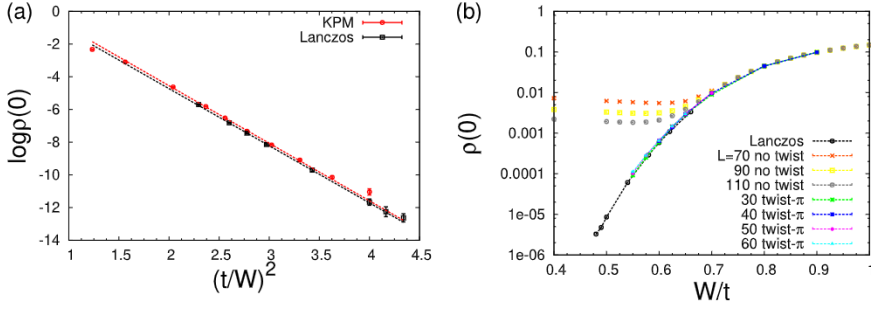 (a)
KPM
Lanczos
logρ(0)
0
-2
-4
-6
-8
-10
-12
-14
1 1.5 2 2.5 3 3.5 4 4.5
(t/W)²
(b)
ρ(0)
1
0.1
0.01
0.001
0.0001
1e-05
1e-06
Lanczos
L=70 no twist
90 no twist
110 no twist
30 twist-π
40 twist-π
50 twist-π
60 twist-π
0.4 0.5 0.6 0.7 0.8 0.9 1
W/t